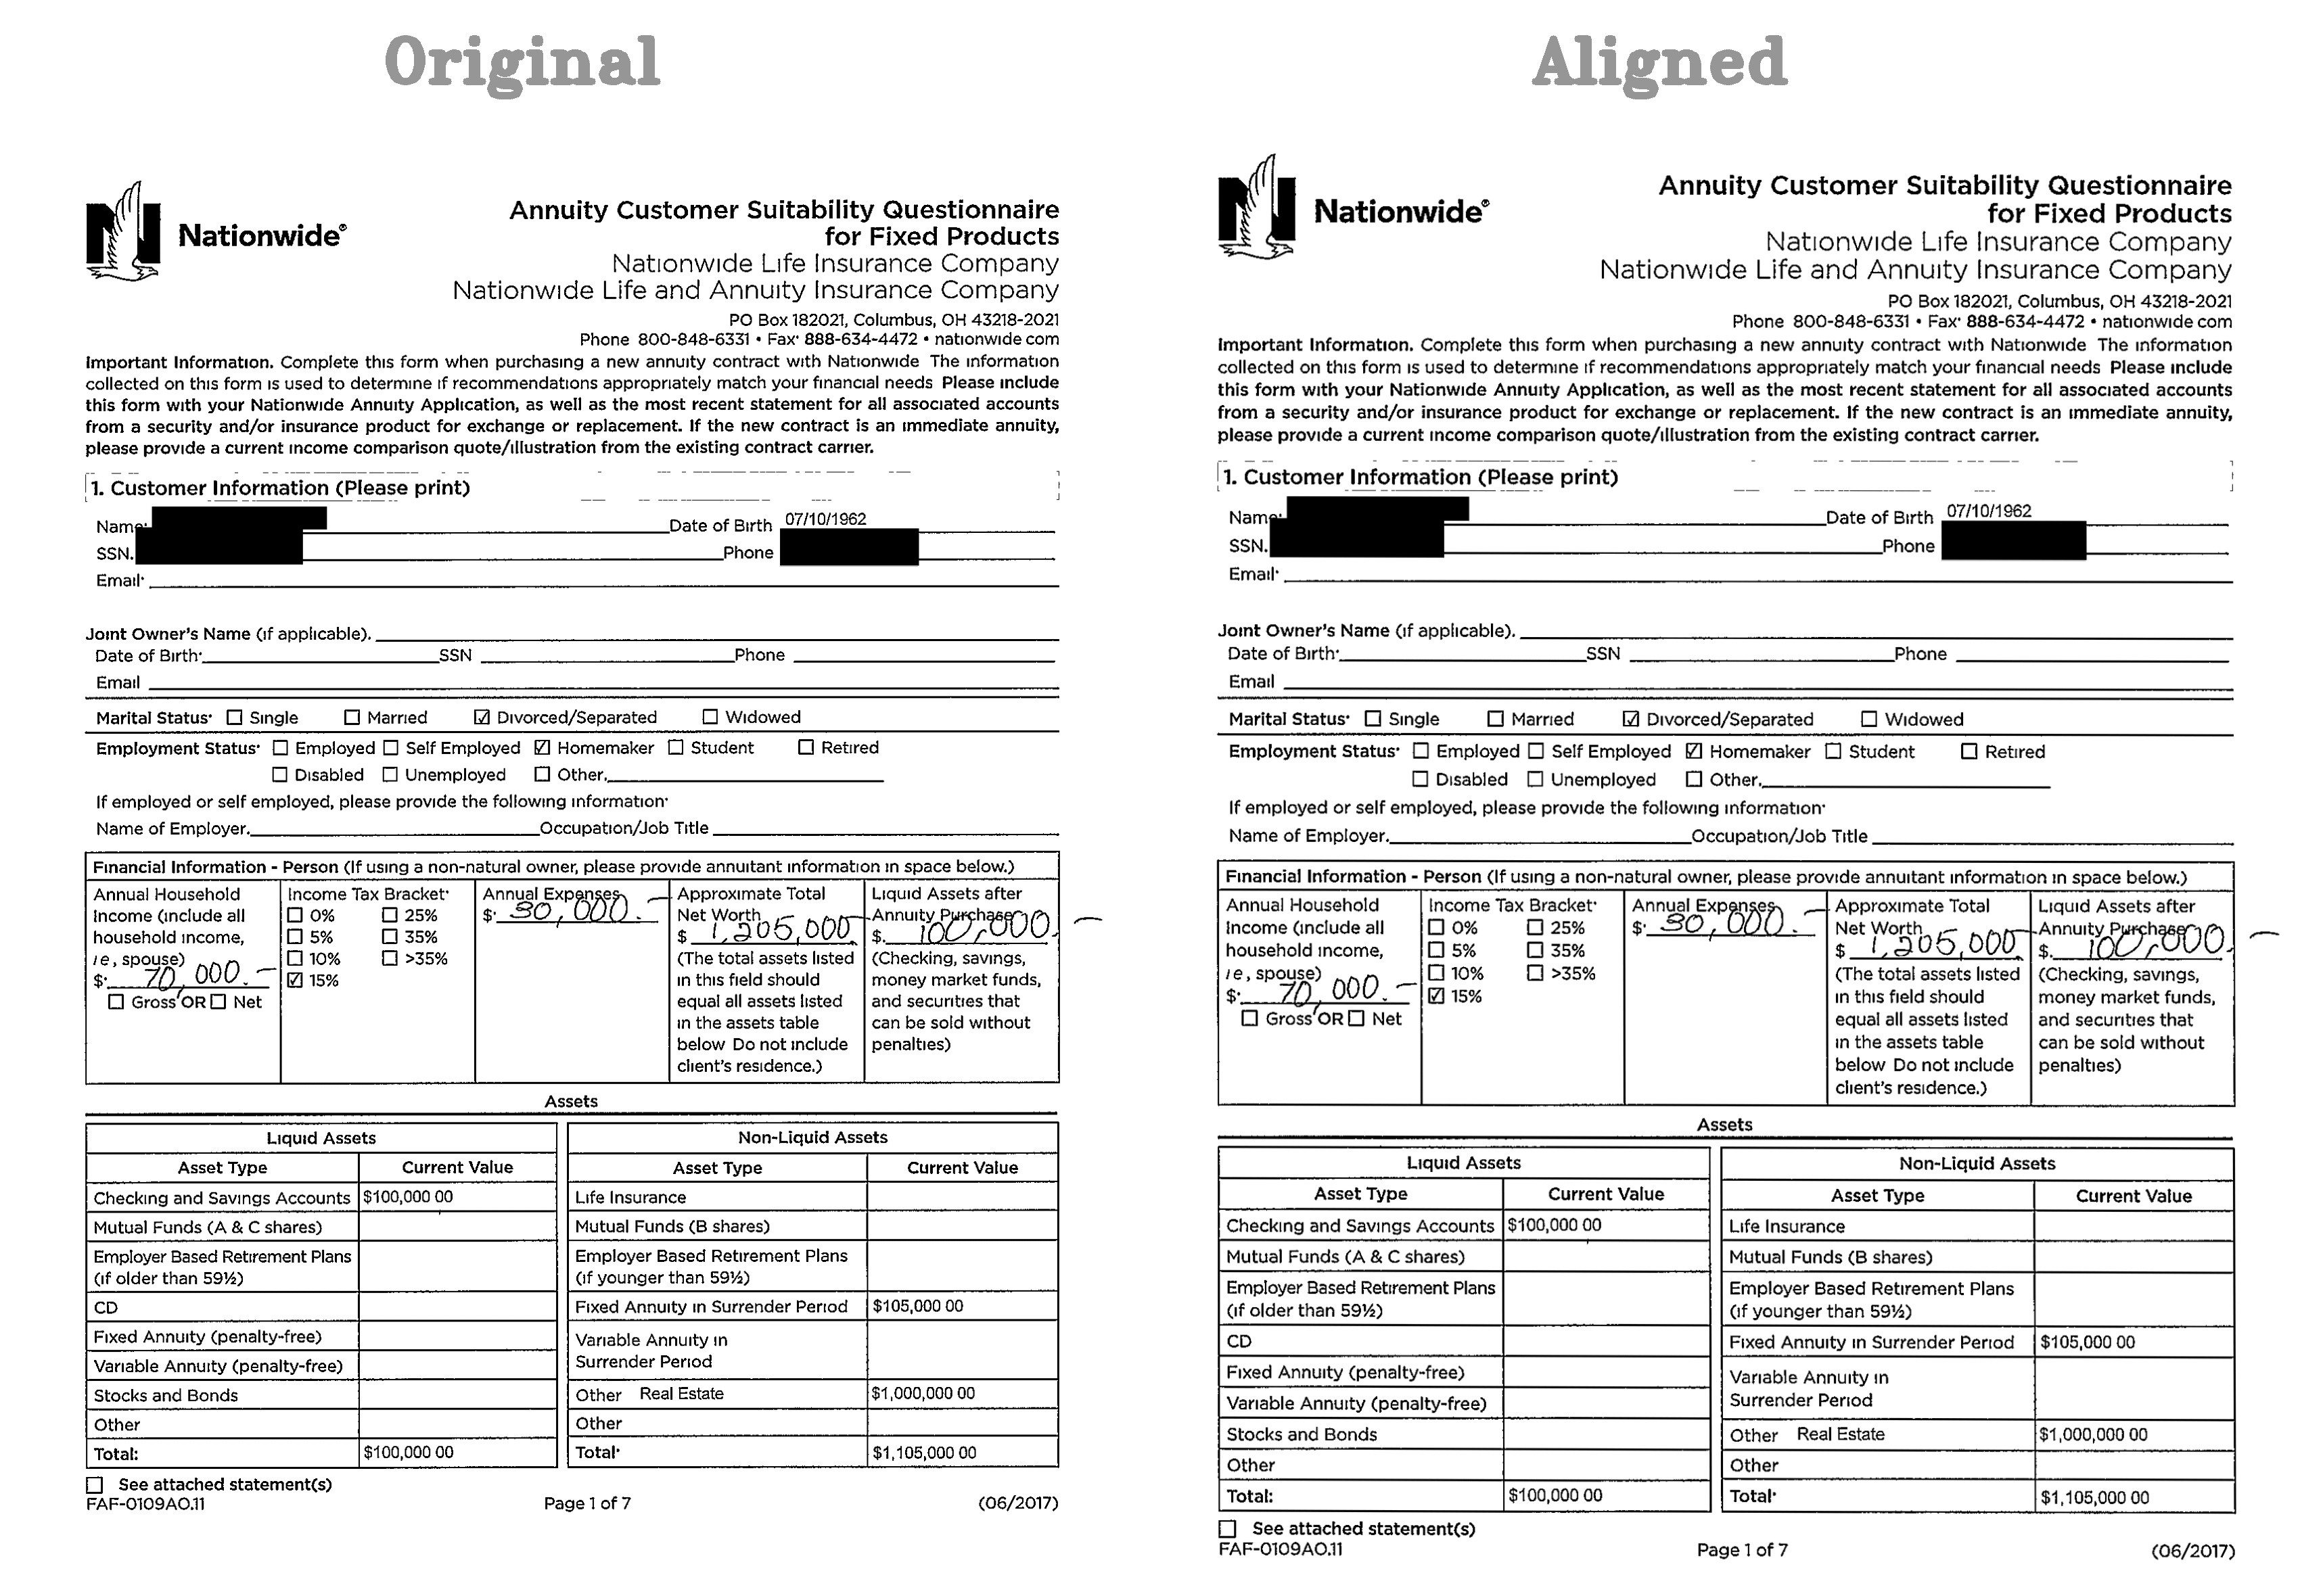 Original
Nationwide®
Annuity Customer Suitability Questionnaire
for Fixed Products
Nationwide Life Insurance Company
Nationwide Life and Annuity Insurance Company
PO Box 182021, Columbus, OH 43218-2021
Phone 800-848-6331 • Fax· 888-634-4472 • nationwide com
Important Information. Complete this form when purchasing a new annuity contract with Nationwide The information
collected on this form is used to determine if recommendations appropriately match your financial needs Please include
this form with your Nationwide Annuity Application, as well as the most recent statement for all associated accounts
from a security and/or insurance product for exchange or replacement. If the new contract is an immediate annuity,
please provide a current income comparison quote/illustration from the existing contract carrier.
1. Customer Information (Please print)
Name: Date of Birth 07/10/1962
SSN. Phone
Email·
Joint Owner's Name (if applicable).
Date of Birth· SSN Phone
Email
Marital Status· ☐ Single ☐ Married ☑ Divorced/Separated ☐ Widowed
Employment Status· ☐ Employed ☐ Self Employed ☑ Homemaker ☐ Student ☐ Retired
☐ Disabled ☐ Unemployed ☐ Other.
If employed or self employed, please provide the following information·
Name of Employer. Occupation/Job Title
Financial Information - Person (If using a non-natural owner, please provide annuitant information in space below.)
Annual Household
Income (include all
household income,
ie, spouse)
$· 70,000.-
☐ Gross OR ☐ Net
Income Tax Bracket·
☐ 0% ☐ 25%
☐ 5% ☐ 35%
☐ 10% ☐ >35%
☑ 15%
Annual Expenses
$· 30,000.-
Approximate Total
Net Worth
$ 1,205,000
(The total assets listed
in this field should
equal all assets listed
in the assets table
below Do not include
client's residence.)
Liquid Assets after
Annuity Purchase
$. 100,000.-
(Checking, savings,
money market funds,
and securities that
can be sold without
penalties)
Assets
Liquid Assets
Asset Type Current Value
Checking and Savings Accounts $100,000 00
Mutual Funds (A & C shares)
Employer Based Retirement Plans
(if older than 59½)
CD
Fixed Annuity (penalty-free)
Variable Annuity (penalty-free)
Stocks and Bonds
Other
Total: $100,000 00
Non-Liquid Assets
Asset Type Current Value
Life Insurance
Mutual Funds (B shares)
Employer Based Retirement Plans
(if younger than 59½)
Fixed Annuity in Surrender Period $105,000 00
Variable Annuity in
Surrender Period
Other Real Estate $1,000,000 00
Other
Total· $1,105,000 00
☐ See attached statement(s)
FAF-0109AO.11 Page 1 of 7 (06/2017)
Aligned
Nationwide®
Annuity Customer Suitability Questionnaire
for Fixed Products
Nationwide Life Insurance Company
Nationwide Life and Annuity Insurance Company
PO Box 182021, Columbus, OH 43218-2021
Phone 800-848-6331 • Fax· 888-634-4472 • nationwide com
Important Information. Complete this form when purchasing a new annuity contract with Nationwide The information
collected on this form is used to determine if recommendations appropriately match your financial needs Please include
this form with your Nationwide Annuity Application, as well as the most recent statement for all associated accounts
from a security and/or insurance product for exchange or replacement. If the new contract is an immediate annuity,
please provide a current income comparison quote/illustration from the existing contract carrier.
1. Customer Information (Please print)
Name: Date of Birth 07/10/1962
SSN. Phone
Email·
Joint Owner's Name (if applicable).
Date of Birth· SSN Phone
Email
Marital Status· ☐ Single ☐ Married ☑ Divorced/Separated ☐ Widowed
Employment Status· ☐ Employed ☐ Self Employed ☑ Homemaker ☐ Student ☐ Retired
☐ Disabled ☐ Unemployed ☐ Other.
If employed or self employed, please provide the following information·
Name of Employer. Occupation/Job Title
Financial Information - Person (If using a non-natural owner, please provide annuitant information in space below.)
Annual Household
Income (include all
household income,
ie, spouse)
$· 70,000.-
☐ Gross OR ☐ Net
Income Tax Bracket·
☐ 0% ☐ 25%
☐ 5% ☐ 35%
☐ 10% ☐ >35%
☑ 15%
Annual Expenses
$· 30,000.-
Approximate Total
Net Worth
$ 1,205,000
(The total assets listed
in this field should
equal all assets listed
in the assets table
below Do not include
client's residence.)
Liquid Assets after
Annuity Purchase
$. 100,000.-
(Checking, savings,
money market funds,
and securities that
can be sold without
penalties)
Assets
Liquid Assets
Asset Type Current Value
Checking and Savings Accounts $100,000 00
Mutual Funds (A & C shares)
Employer Based Retirement Plans
(if older than 59½)
CD
Fixed Annuity (penalty-free)
Variable Annuity (penalty-free)
Stocks and Bonds
Other
Total: $100,000 00
Non-Liquid Assets
Asset Type Current Value
Life Insurance
Mutual Funds (B shares)
Employer Based Retirement Plans
(if younger than 59½)
Fixed Annuity in Surrender Period $105,000 00
Variable Annuity in
Surrender Period
Other Real Estate $1,000,000 00
Other
Total· $1,105,000 00
☐ See attached statement(s)
FAF-0109AO.11 Page 1 of 7 (06/2017)